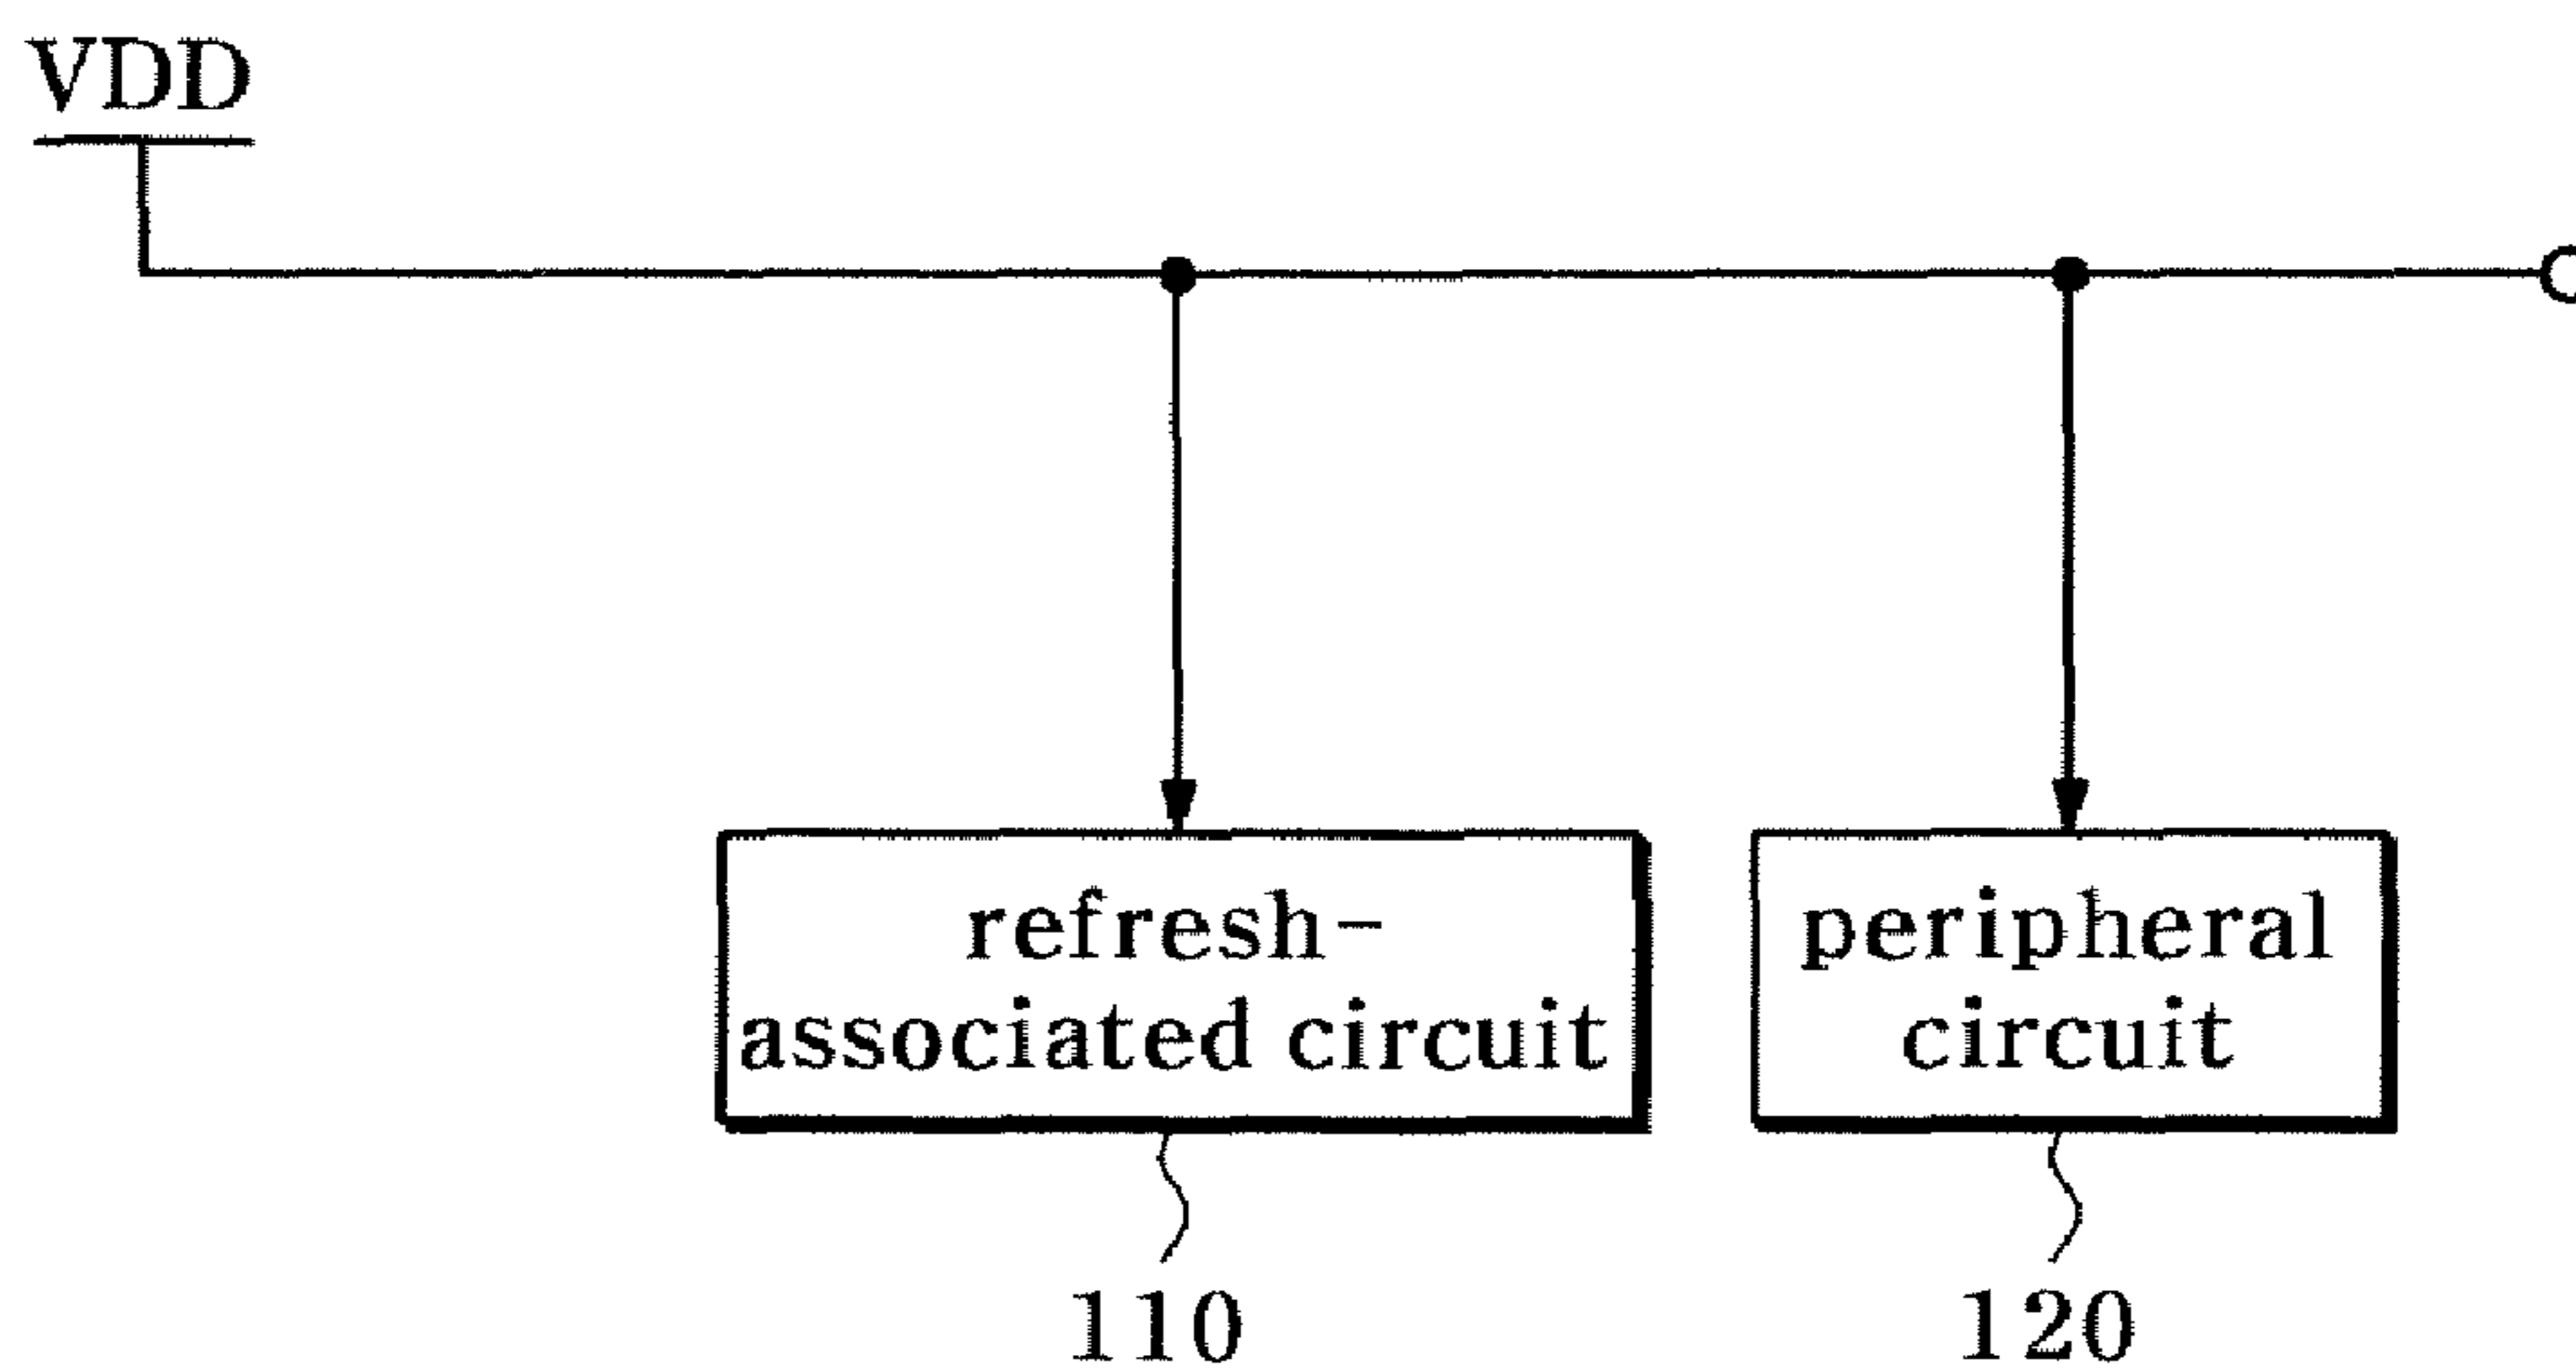 VDD
refresh-
associated circuit
peripheral
circuit
110
120